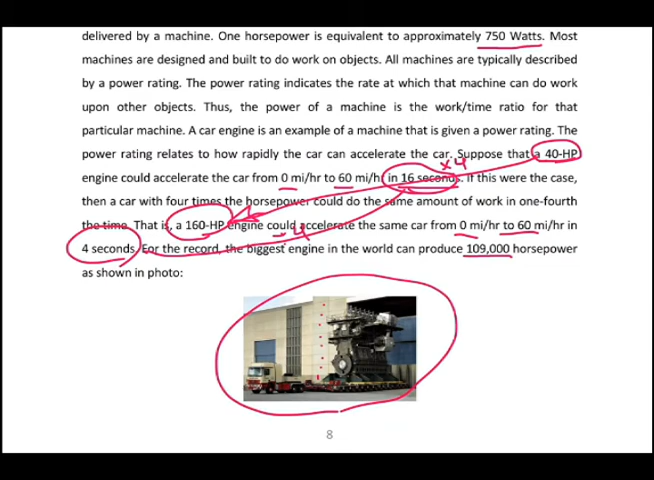 delivered by a machine. One horsepower is equivalent to approximately 750 Watts. Most
machines are designed and built to do work on objects. All machines are typically described
by a power rating. The power rating indicates the rate at which that machine can do work
upon other objects. Thus, the power of a machine is the work/time ratio for that
particular machine. A car engine is an example of a machine that is given a power rating. The
power rating relates to how rapidly the car can accelerate the car. Suppose that a 40-HP
×4
engine could accelerate the car from 0 mi/hr to 60 mi/hr in 16 seconds. If this were the case,
then a car with four times the horsepower could do the same amount of work in one-fourth
the time. That is, a 160-HP engine could accelerate the same car from 0 mi/hr to 60 mi/hr in
÷4
4 seconds. For the record, the biggest engine in the world can produce 109,000 horsepower
as shown in photo:
8